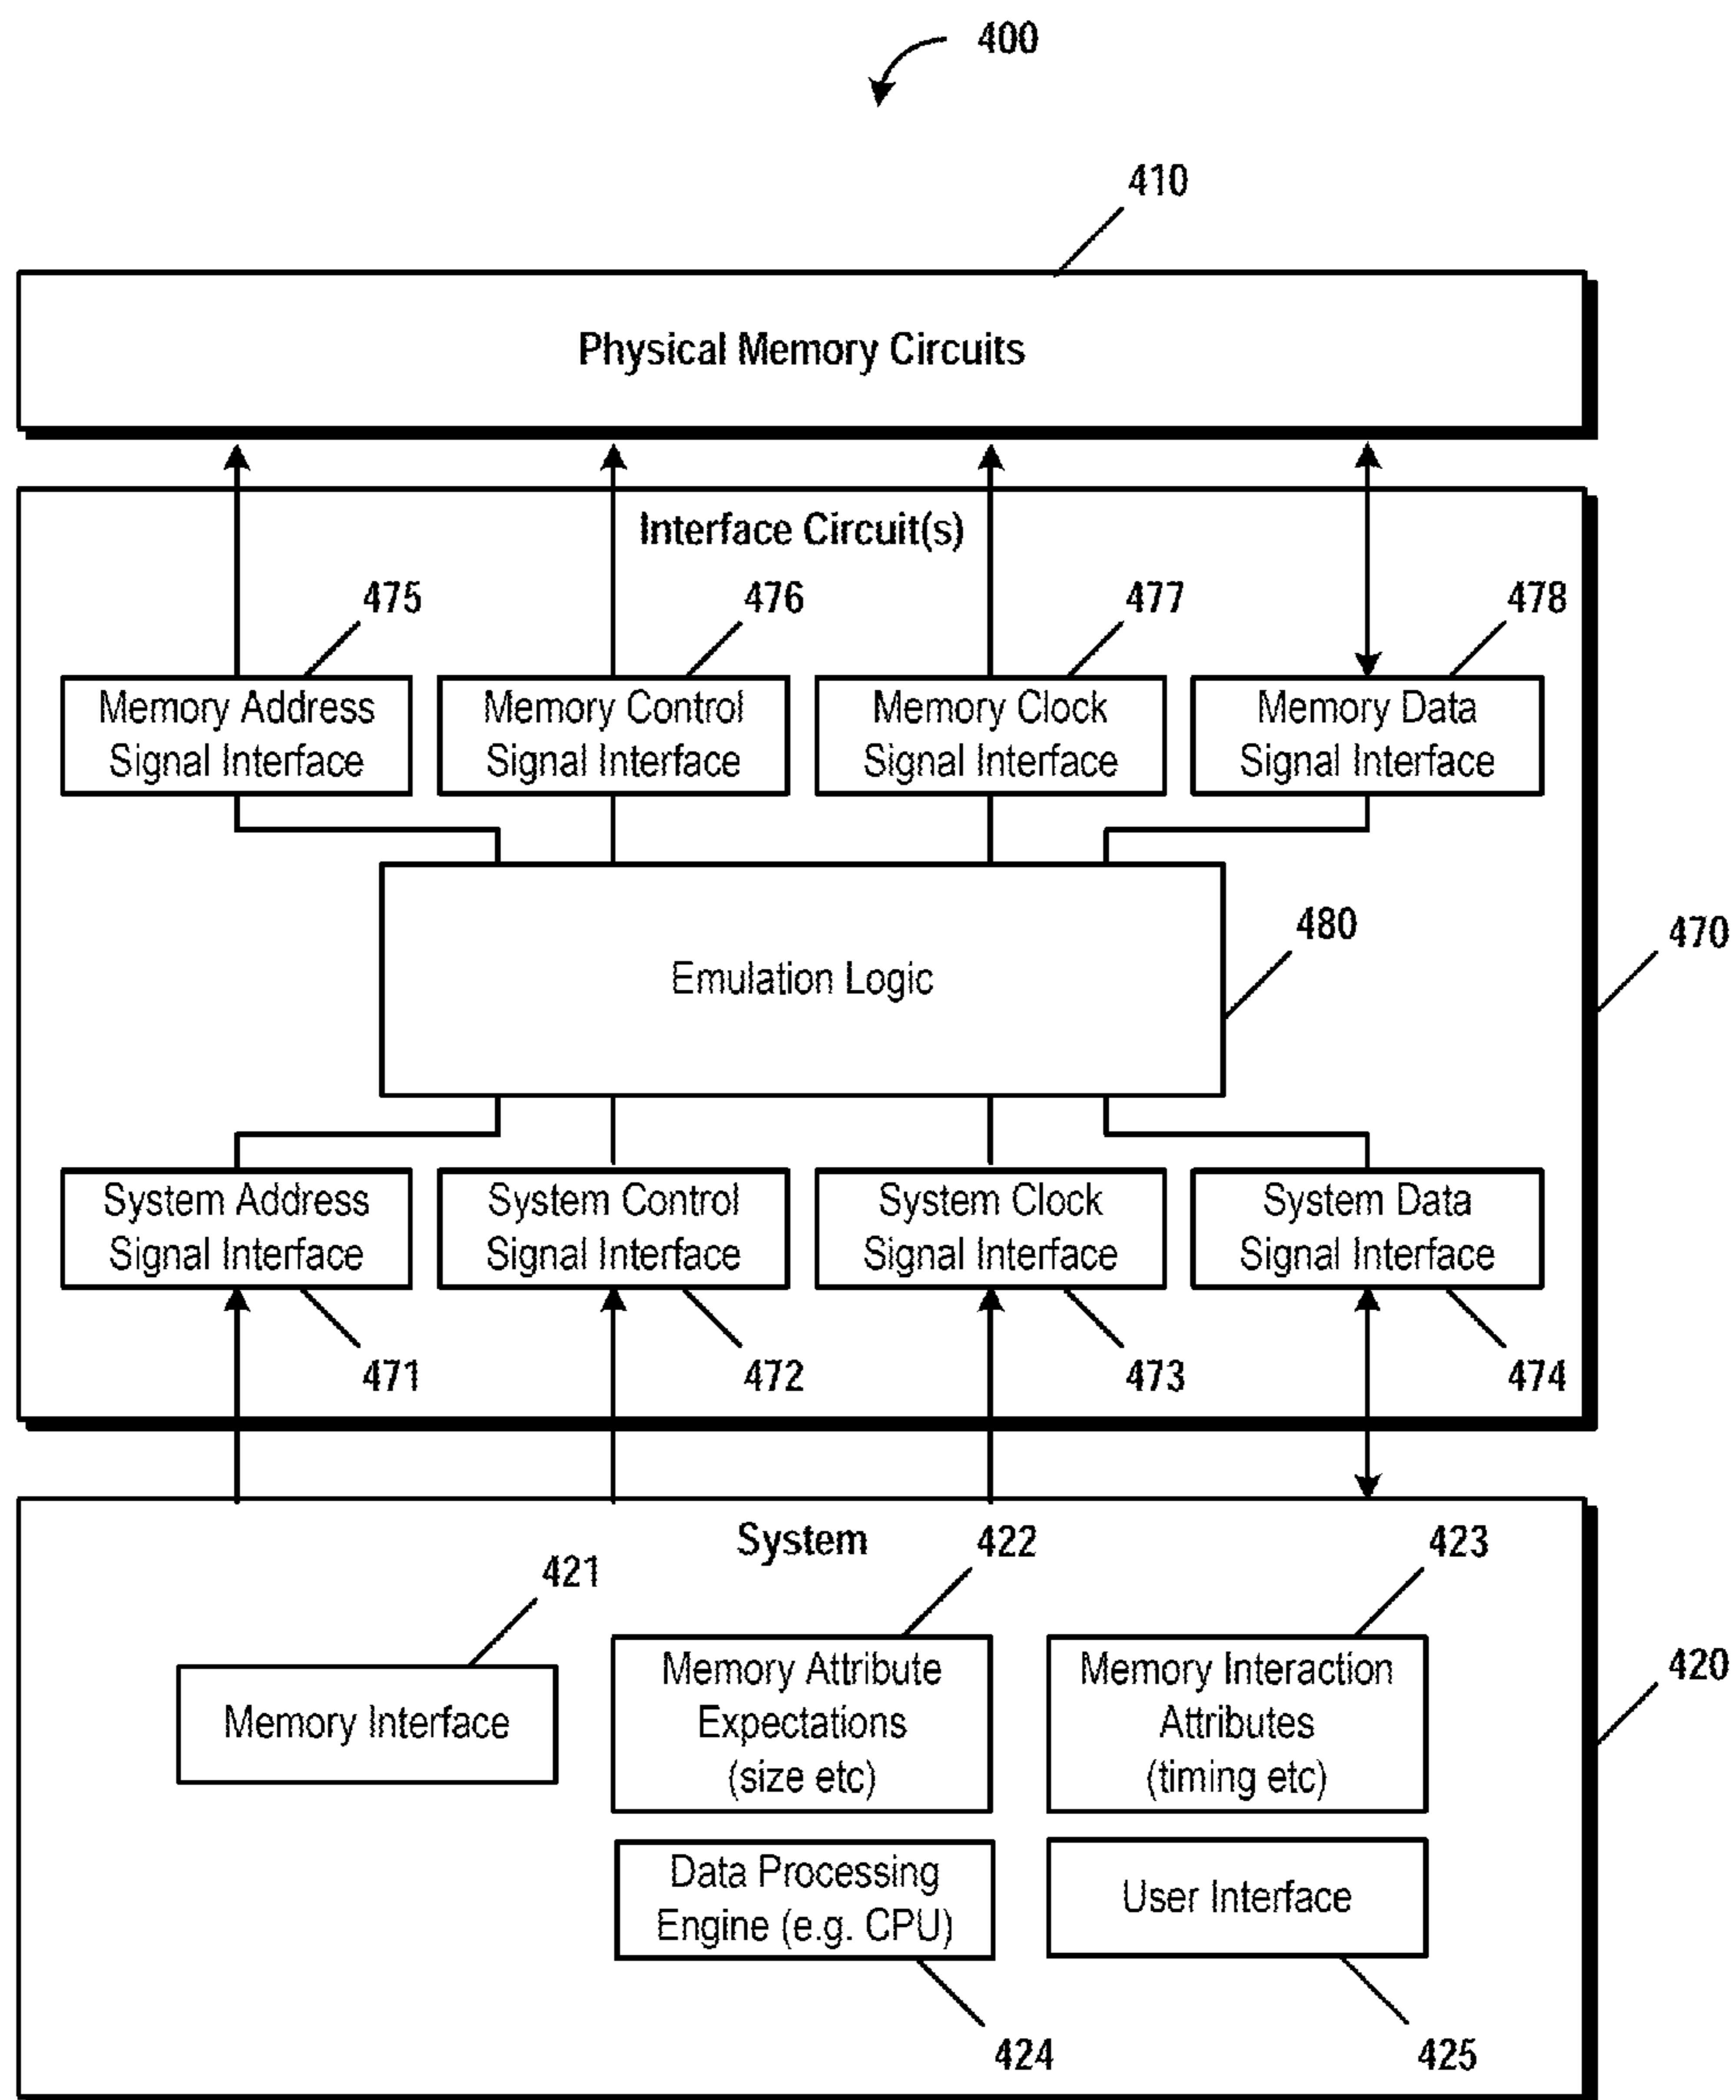 400
410
Physical Memory Circuits
Interface Circuit(s)
475
476
477
478
Memory Address
Signal Interface
Memory Control
Signal Interface
Memory Clock
Signal Interface
Memory Data
Signal Interface
480
470
Emulation Logic
System Address
Signal Interface
System Control
Signal Interface
System Clock
Signal Interface
System Data
Signal Interface
471
472
473
474
System
421
422
423
420
Memory Interface
Memory Attribute
Expectations
(size etc)
Memory Interaction
Attributes
(timing etc)
Data Processing
Engine (e.g. CPU)
User Interface
424
425